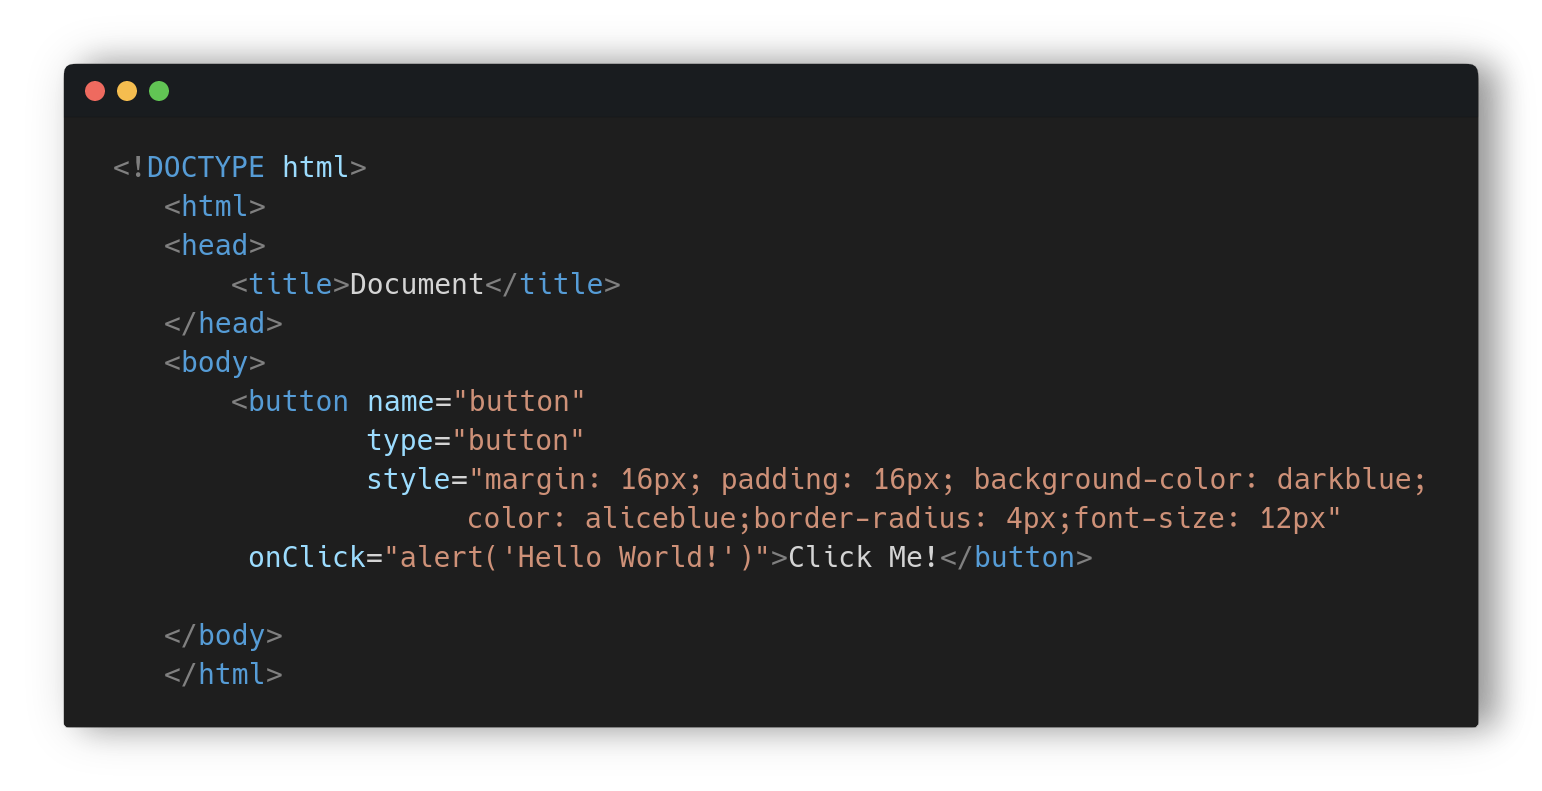 <!DOCTYPE html>
   <html>
   <head>
       <title>Document</title>
   </head>
   <body>
       <button name="button"
               type="button"
               style="margin: 16px; padding: 16px; background-color: darkblue;
                     color: aliceblue;border-radius: 4px;font-size: 12px"
        onClick="alert('Hello World!')">Click Me!</button>

   </body>
   </html>